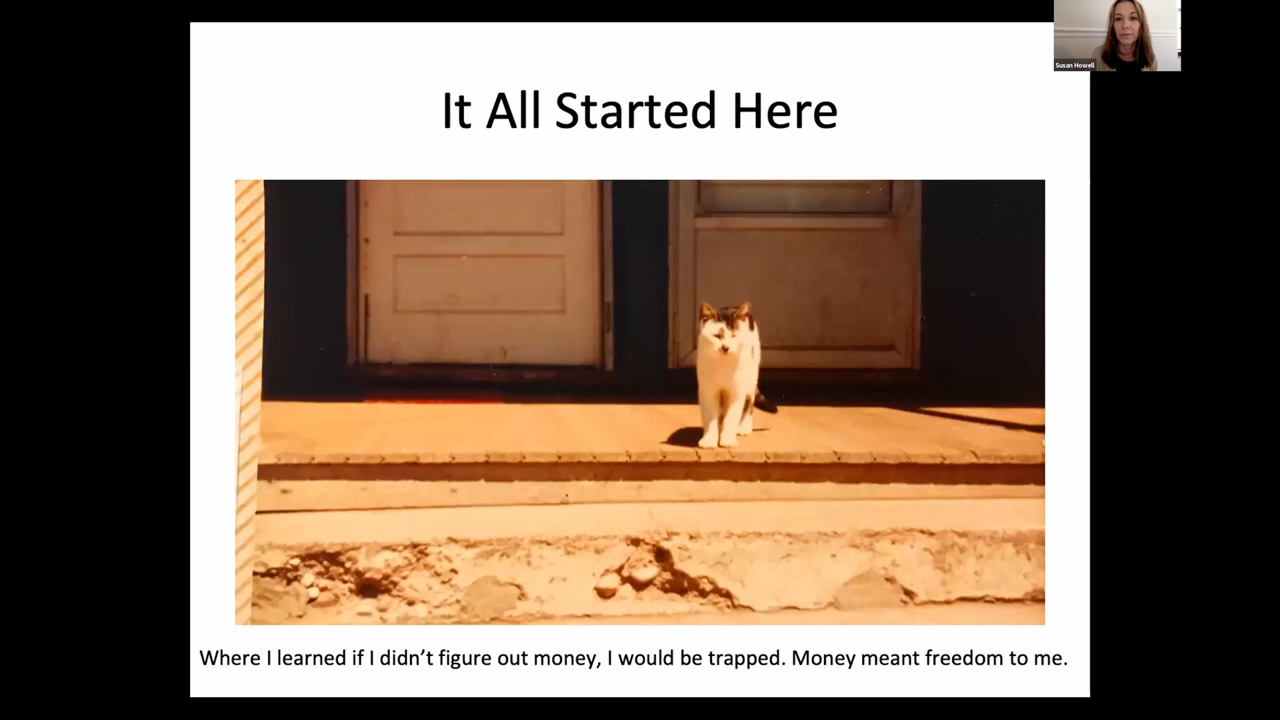 Susan Howell
It All Started Here
Where I learned if I didn’t figure out money, I would be trapped. Money meant freedom to me.